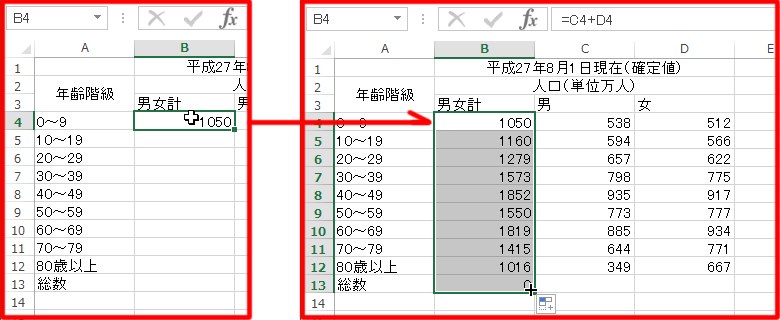 B4 fx
A B
1 平成27年
2 人
年齢階級
3 男女計
4 0～9 1050
5 10～19
6 20～29
7 30～39
8 40～49
9 50～59
10 60～69
11 70～79
12 80歳以上
13 総数
14
B4 fx =C4+D4
A B C D E
1 平成27年8月1日現在（確定値）
2 人口（単位万人）
年齢階級
3 男女計 男 女
4 0～9 1050 538 512
5 10～19 1160 594 566
6 20～29 1279 657 622
7 30～39 1573 798 775
8 40～49 1852 935 917
9 50～59 1550 773 777
10 60～69 1819 885 934
11 70～79 1415 644 771
12 80歳以上 1016 349 667
13 総数 0
14